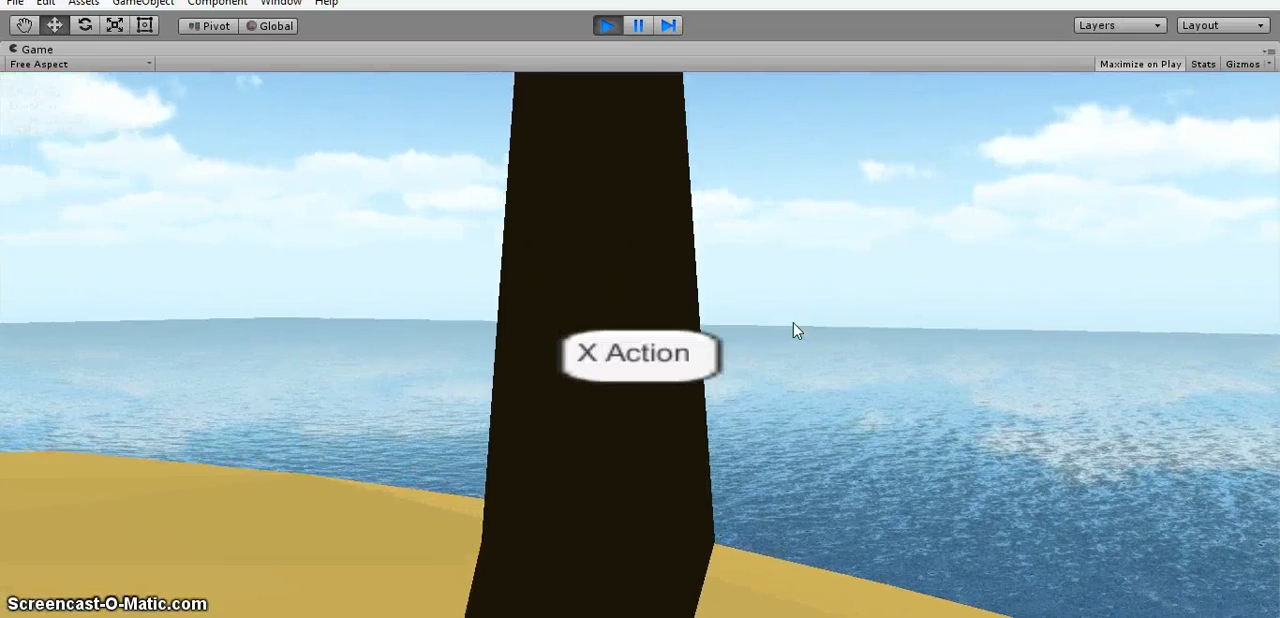 File Edit Assets GameObject Component Window Help
Pivot Global Layers Layout
Game
Free Aspect Maximize on Play Stats Gizmos
X Action
Screencast-O-Matic.com